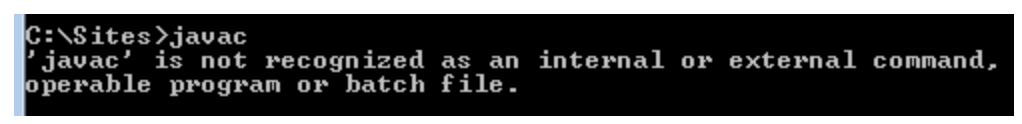 C:\Sites>javac
'javac' is not recognized as an internal or external command,
operable program or batch file.